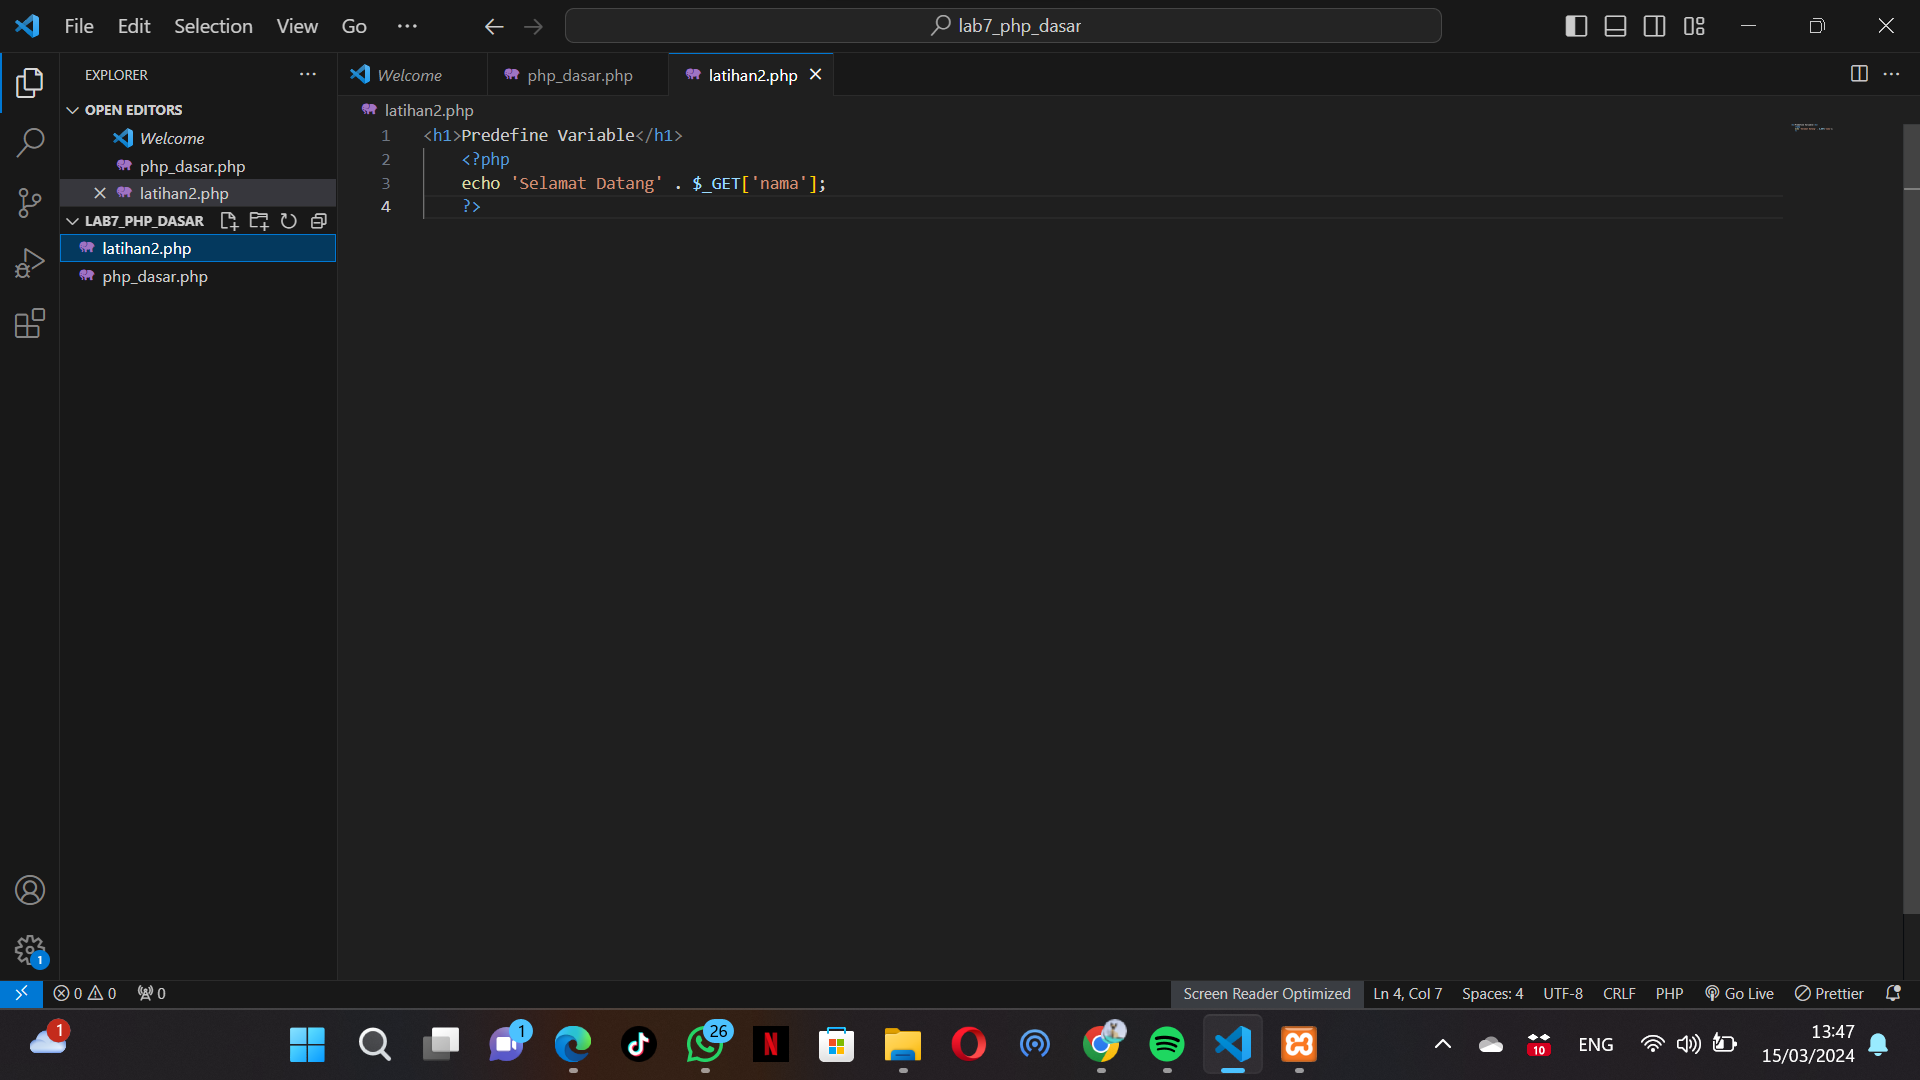 File Edit Selection View Go
lab7_php_dasar
EXPLORER
OPEN EDITORS
Welcome
php_dasar.php
latihan2.php
LAB7_PHP_DASAR
latihan2.php
php_dasar.php
Welcome php_dasar.php latihan2.php
latihan2.php
1 <h1>Predefine Variable</h1>
2 <?php
3 echo 'Selamat Datang' . $_GET['nama'];
4 ?>
1
0 0 0
Screen Reader Optimized Ln 4, Col 7 Spaces: 4 UTF-8 CRLF PHP Go Live Prettier
1
1
26
N
10
ENG
13:47
15/03/2024